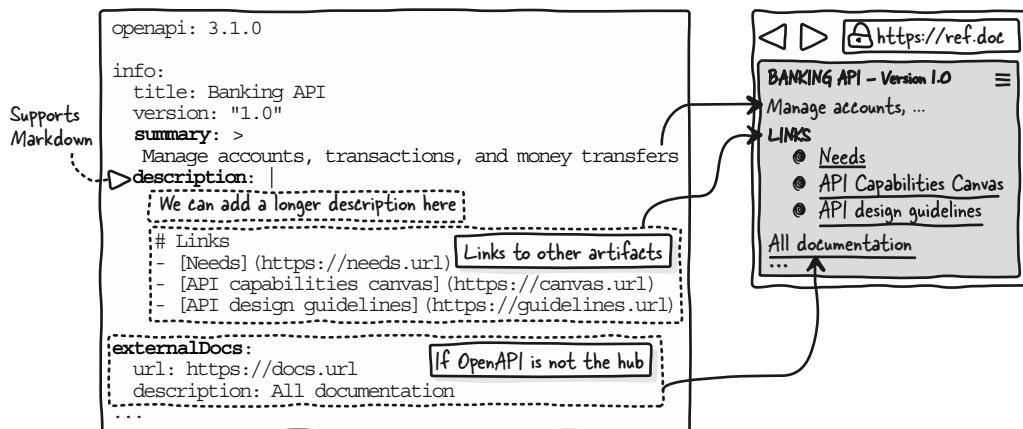 openapi: 3.1.0
info:
title: Banking API
version: "1.0"
summary: >
Manage accounts, transactions, and money transfers
Supports
Markdown
description: |
We can add a longer description here
# Links
- [Needs](https://needs.url)
- [API capabilities canvas](https://canvas.url)
- [API design guidelines](https://guidelines.url)
Links to other artifacts
externalDocs:
url: https://docs.url
description: All documentation
If OpenAPI is not the hub
...
https://ref.doc
BANKING API – Version 1.0
Manage accounts, ...
LINKS
Needs
API Capabilities Canvas
API design guidelines
All documentation
...